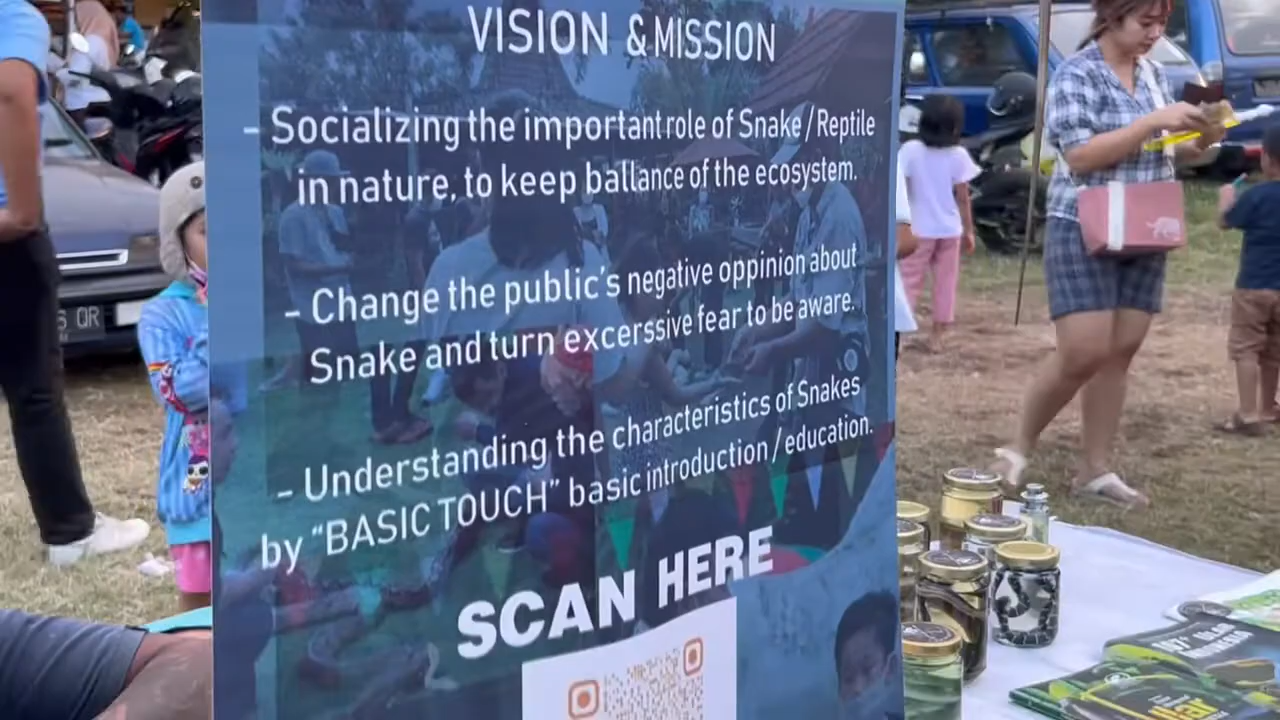 VISION & MISSION
- Socializing the important role of Snake / Reptile
in nature, to keep ballance of the ecosystem.
- Change the public's negative oppinion about
Snake and turn excerssive fear to be aware.
- Understanding the characteristics of Snakes
by "BASIC TOUCH" basic introduction / education.
SCAN HERE
QR